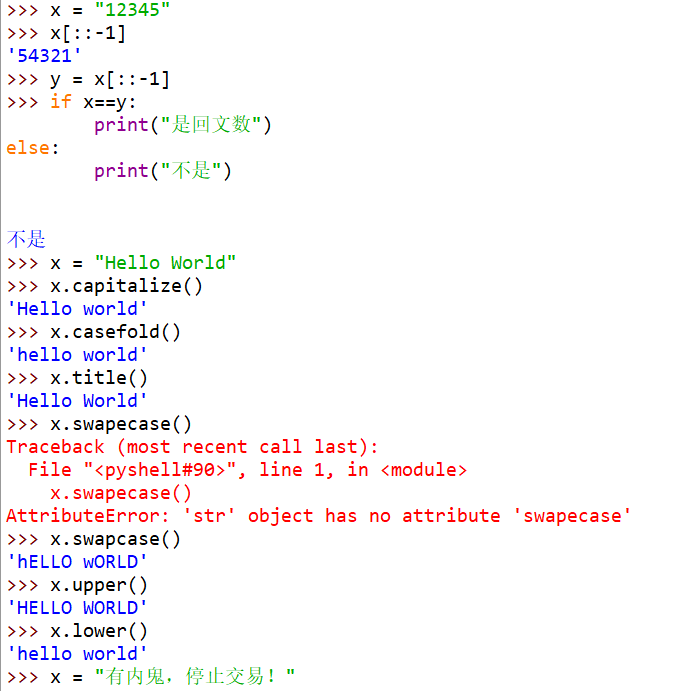 >>> x = "12345"
>>> x[::-1]
'54321'
>>> y = x[::-1]
>>> if x==y:
        print("是回文数")
else:
        print("不是")
不是
>>> x = "Hello World"
>>> x.capitalize()
'Hello world'
>>> x.casefold()
'hello world'
>>> x.title()
'Hello World'
>>> x.swapecase()
Traceback (most recent call last):
  File "<pyshell#90>", line 1, in <module>
    x.swapecase()
AttributeError: 'str' object has no attribute 'swapecase'
>>> x.swapcase()
'hELLO wORLD'
>>> x.upper()
'HELLO WORLD'
>>> x.lower()
'hello world'
>>> x = "有内鬼，停止交易！"